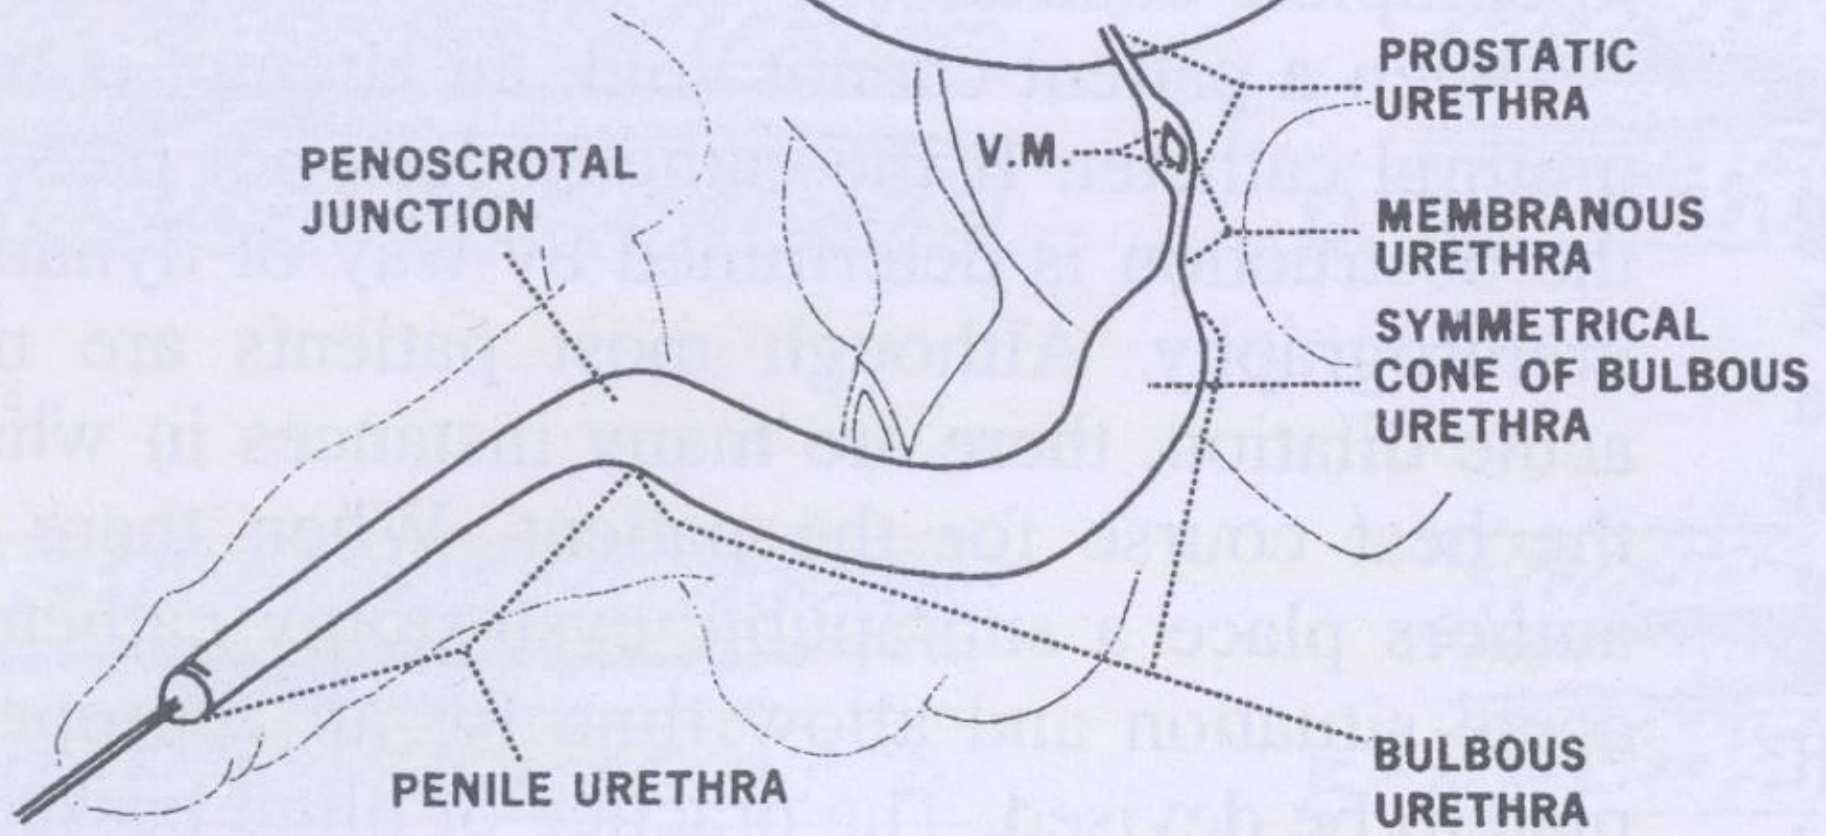 PROSTATIC
URETHRA
V.M.
PENOSCROTAL
JUNCTION
MEMBRANOUS
URETHRA
SYMMETRICAL
CONE OF BULBOUS
URETHRA
PENILE URETHRA
BULBOUS
URETHRA